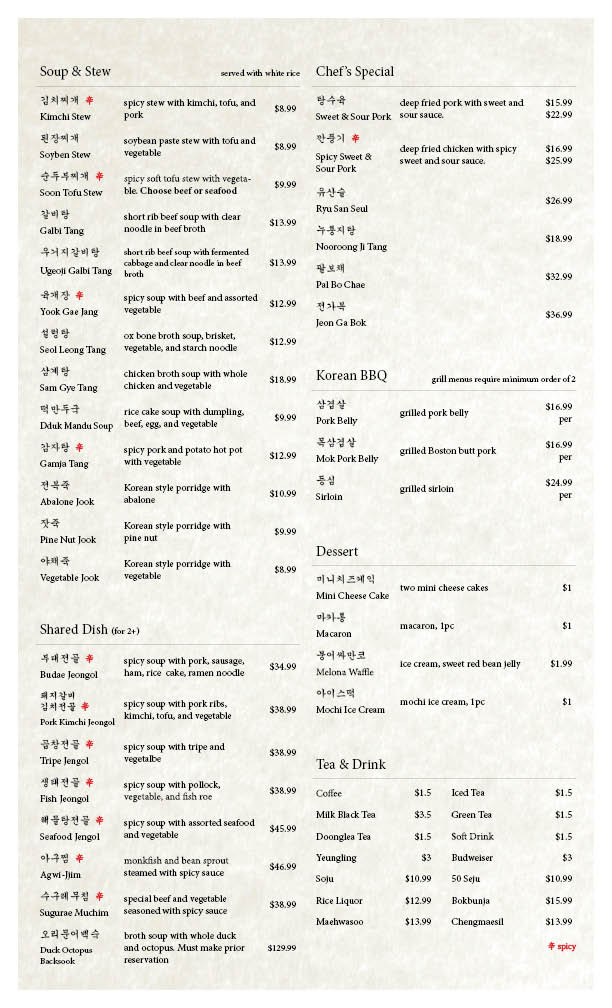 Soup & Stew served with white rice
김치찌개 辛
Kimchi Stew
spicy stew with kimchi, tofu, and
pork
$8.99
된장찌개
Soyben Stew
soybean paste stew with tofu and
vegetable
$8.99
순두부찌개 辛
Soon Tofu Stew
spicy soft tofu stew with vegeta-
ble. Choose beef or seafood
$9.99
갈비탕
Galbi Tang
short rib beef soup with clear
noodle in beef broth
$13.99
우거지갈비탕
Ugeoji Galbi Tang
short rib beef soup with fermented
cabbage and clear noodle in beef
broth
$13.99
육개장 辛
Yook Gae Jang
spicy soup with beef and assorted
vegetable
$12.99
설렁탕
Seol Leong Tang
ox bone broth soup, brisket,
vegetable, and starch noodle
$12.99
삼계탕
Sam Gye Tang
chicken broth soup with whole
chicken and vegetable
$18.99
떡만두국
Dduk Mandu Soup
rice cake soup with dumpling,
beef, egg, and vegetable
$9.99
감자탕 辛
Gamja Tang
spicy pork and potato hot pot
with vegetable
$12.99
전복죽
Abalone Jook
Korean style porridge with
abalone
$10.99
잣죽
Pine Nut Jook
Korean style porridge with
pine nut
$9.99
야채죽
Vegetable Jook
Korean style porridge with
vegetable
$8.99
Shared Dish (for 2+)
부대전골 辛
Budae Jeongol
spicy soup with pork, sausage,
ham, rice cake, ramen noodle
$34.99
돼지갈비
김치전골 辛
Pork Kimchi Jeongol
spicy soup with pork ribs,
kimchi, tofu, and vegetable
$38.99
곱창전골 辛
Tripe Jengol
spicy soup with tripe and
vegetalbe
$38.99
생태전골 辛
Fish Jeongol
spicy soup with pollock,
vegetable, and fish roe
$38.99
해물탕전골 辛
Seafood Jengol
spicy soup with assorted seafood
and vegetable
$45.99
아구찜 辛
Agwi-Jjim
monkfish and bean sprout
steamed with spicy sauce
$46.99
수구레무침 辛
Sugurae Muchim
special beef and vegetable
seasoned with spicy sauce
$38.99
오리문어백숙
Duck Octopus
Backsook
broth soup with whole duck
and octopus. Must make prior
reservation
$129.99
Chef's Special
탕수육
Sweet & Sour Pork
deep fried pork with sweet and
sour sauce.
$15.99
$22.99
깐풍기 辛
Spicy Sweet &
Sour Pork
deep fried chicken with spicy
sweet and sour sauce.
$16.99
$25.99
유산슬
Ryu San Seul
$26.99
누룽지탕
Nooroong Ji Tang
$18.99
팔보채
Pal Bo Chae
$32.99
전가복
Jeon Ga Bok
$36.99
Korean BBQ grill menus require minimum order of 2
삼겹살
Pork Belly
grilled pork belly
$16.99
per
목삼겹살
Mok Pork Belly
grilled Boston butt pork
$16.99
per
등심
Sirloin
grilled sirloin
$24.99
per
Dessert
미니치즈케익
Mini Cheese Cake
two mini cheese cakes
$1
마카롱
Macaron
macaron, 1pc
$1
붕어싸만코
Melona Waffle
ice cream, sweet red bean jelly
$1.99
아이스떡
Mochi Ice Cream
mochi ice cream, 1pc
$1
Tea & Drink
Coffee $1.5 Iced Tea $1.5
Milk Black Tea $3.5 Green Tea $1.5
Doonglea Tea $1.5 Soft Drink $1.5
Yeungling $3 Budweiser $3
Soju $10.99 50 Seju $10.99
Rice Liquor $12.99 Bokbunja $15.99
Maehwasoo $13.99 Chengmaesil $13.99
辛 spicy